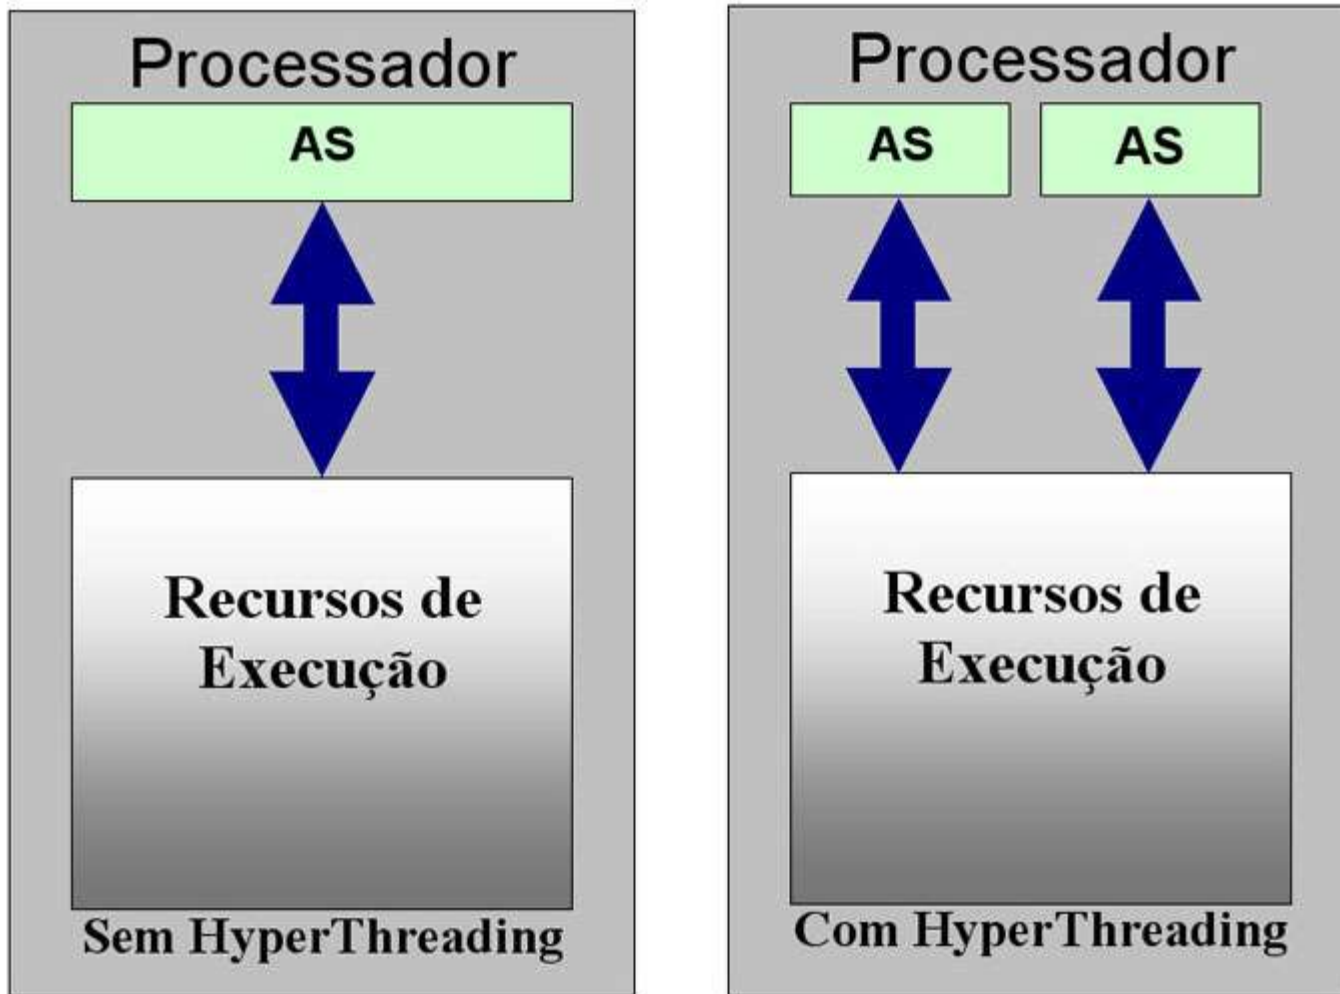 Processador
AS
Recursos de
Execução
Sem HyperThreading
Processador
AS
AS
Recursos de
Execução
Com HyperThreading